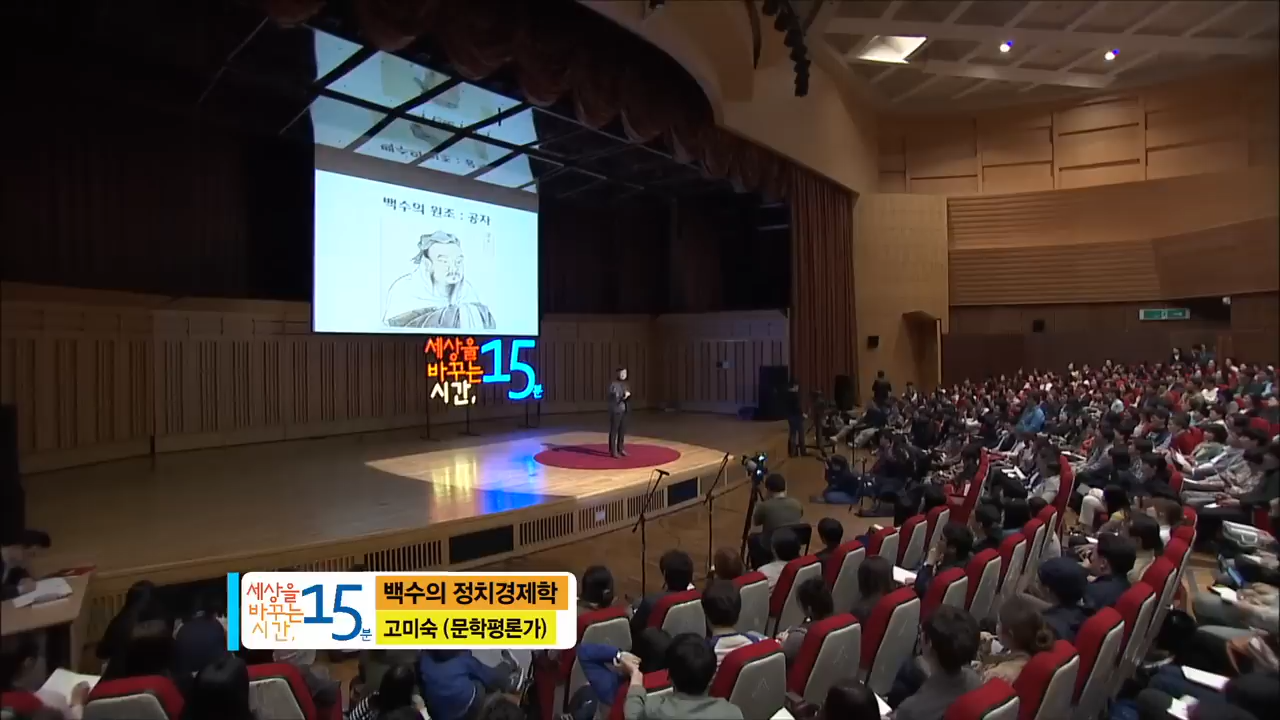 백수의 원조 : 공자
세상을
바꾸는
시간,
15분
세상을
바꾸는
시간,
15분
백수의 정치경제학
고미숙 (문학평론가)